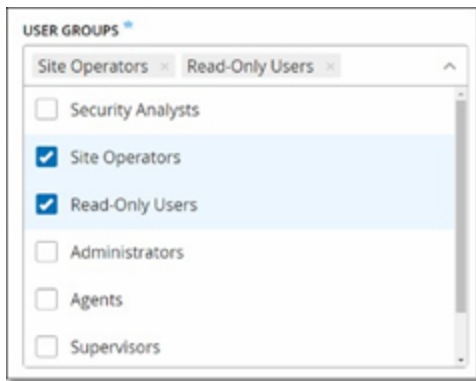 USER GROUPS *
Site Operators × Read-Only Users ×
Security Analysts
Site Operators
Read-Only Users
Administrators
Agents
Supervisors